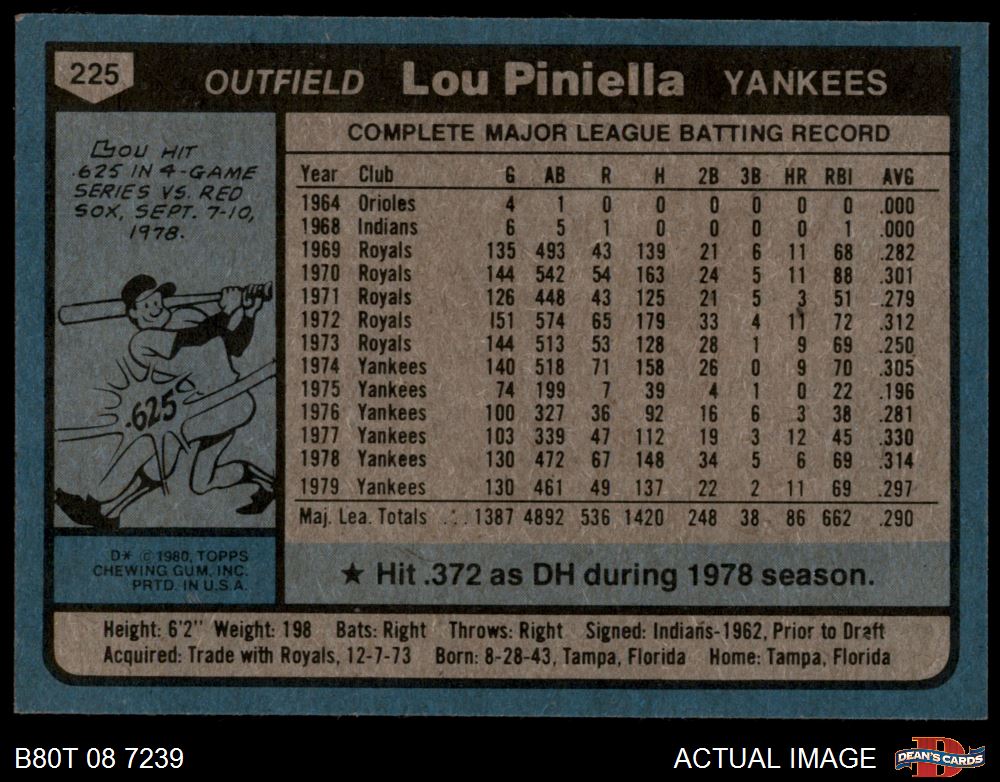 225 OUTFIELD Lou Piniella YANKEES
LOU HIT
.625 IN 4-GAME
SERIES VS. RED
SOX, SEPT. 7-10,
1978.
.625
D* © 1980, TOPPS
CHEWING GUM, INC.
PRTD. IN U.S.A.
COMPLETE MAJOR LEAGUE BATTING RECORD
Year Club G AB R H 2B 3B HR RBI AVG
1964 Orioles 4 1 0 0 0 0 0 0 .000
1968 Indians 6 5 1 0 0 0 0 1 .000
1969 Royals 135 493 43 139 21 6 11 68 .282
1970 Royals 144 542 54 163 24 5 11 88 .301
1971 Royals 126 448 43 125 21 5 3 51 .279
1972 Royals 151 574 65 179 33 4 11 72 .312
1973 Royals 144 513 53 128 28 1 9 69 .250
1974 Yankees 140 518 71 158 26 0 9 70 .305
1975 Yankees 74 199 7 39 4 1 0 22 .196
1976 Yankees 100 327 36 92 16 6 3 38 .281
1977 Yankees 103 339 47 112 19 3 12 45 .330
1978 Yankees 130 472 67 148 34 5 6 69 .314
1979 Yankees 130 461 49 137 22 2 11 69 .297
Maj. Lea. Totals ... 1387 4892 536 1420 248 38 86 662 .290
★ Hit .372 as DH during 1978 season.
Height: 6'2" Weight: 198 Bats: Right Throws: Right Signed: Indians-1962, Prior to Draft
Acquired: Trade with Royals, 12-7-73 Born: 8-28-43, Tampa, Florida Home: Tampa, Florida
B80T 08 7239 ACTUAL IMAGE D DEAN'S CARDS